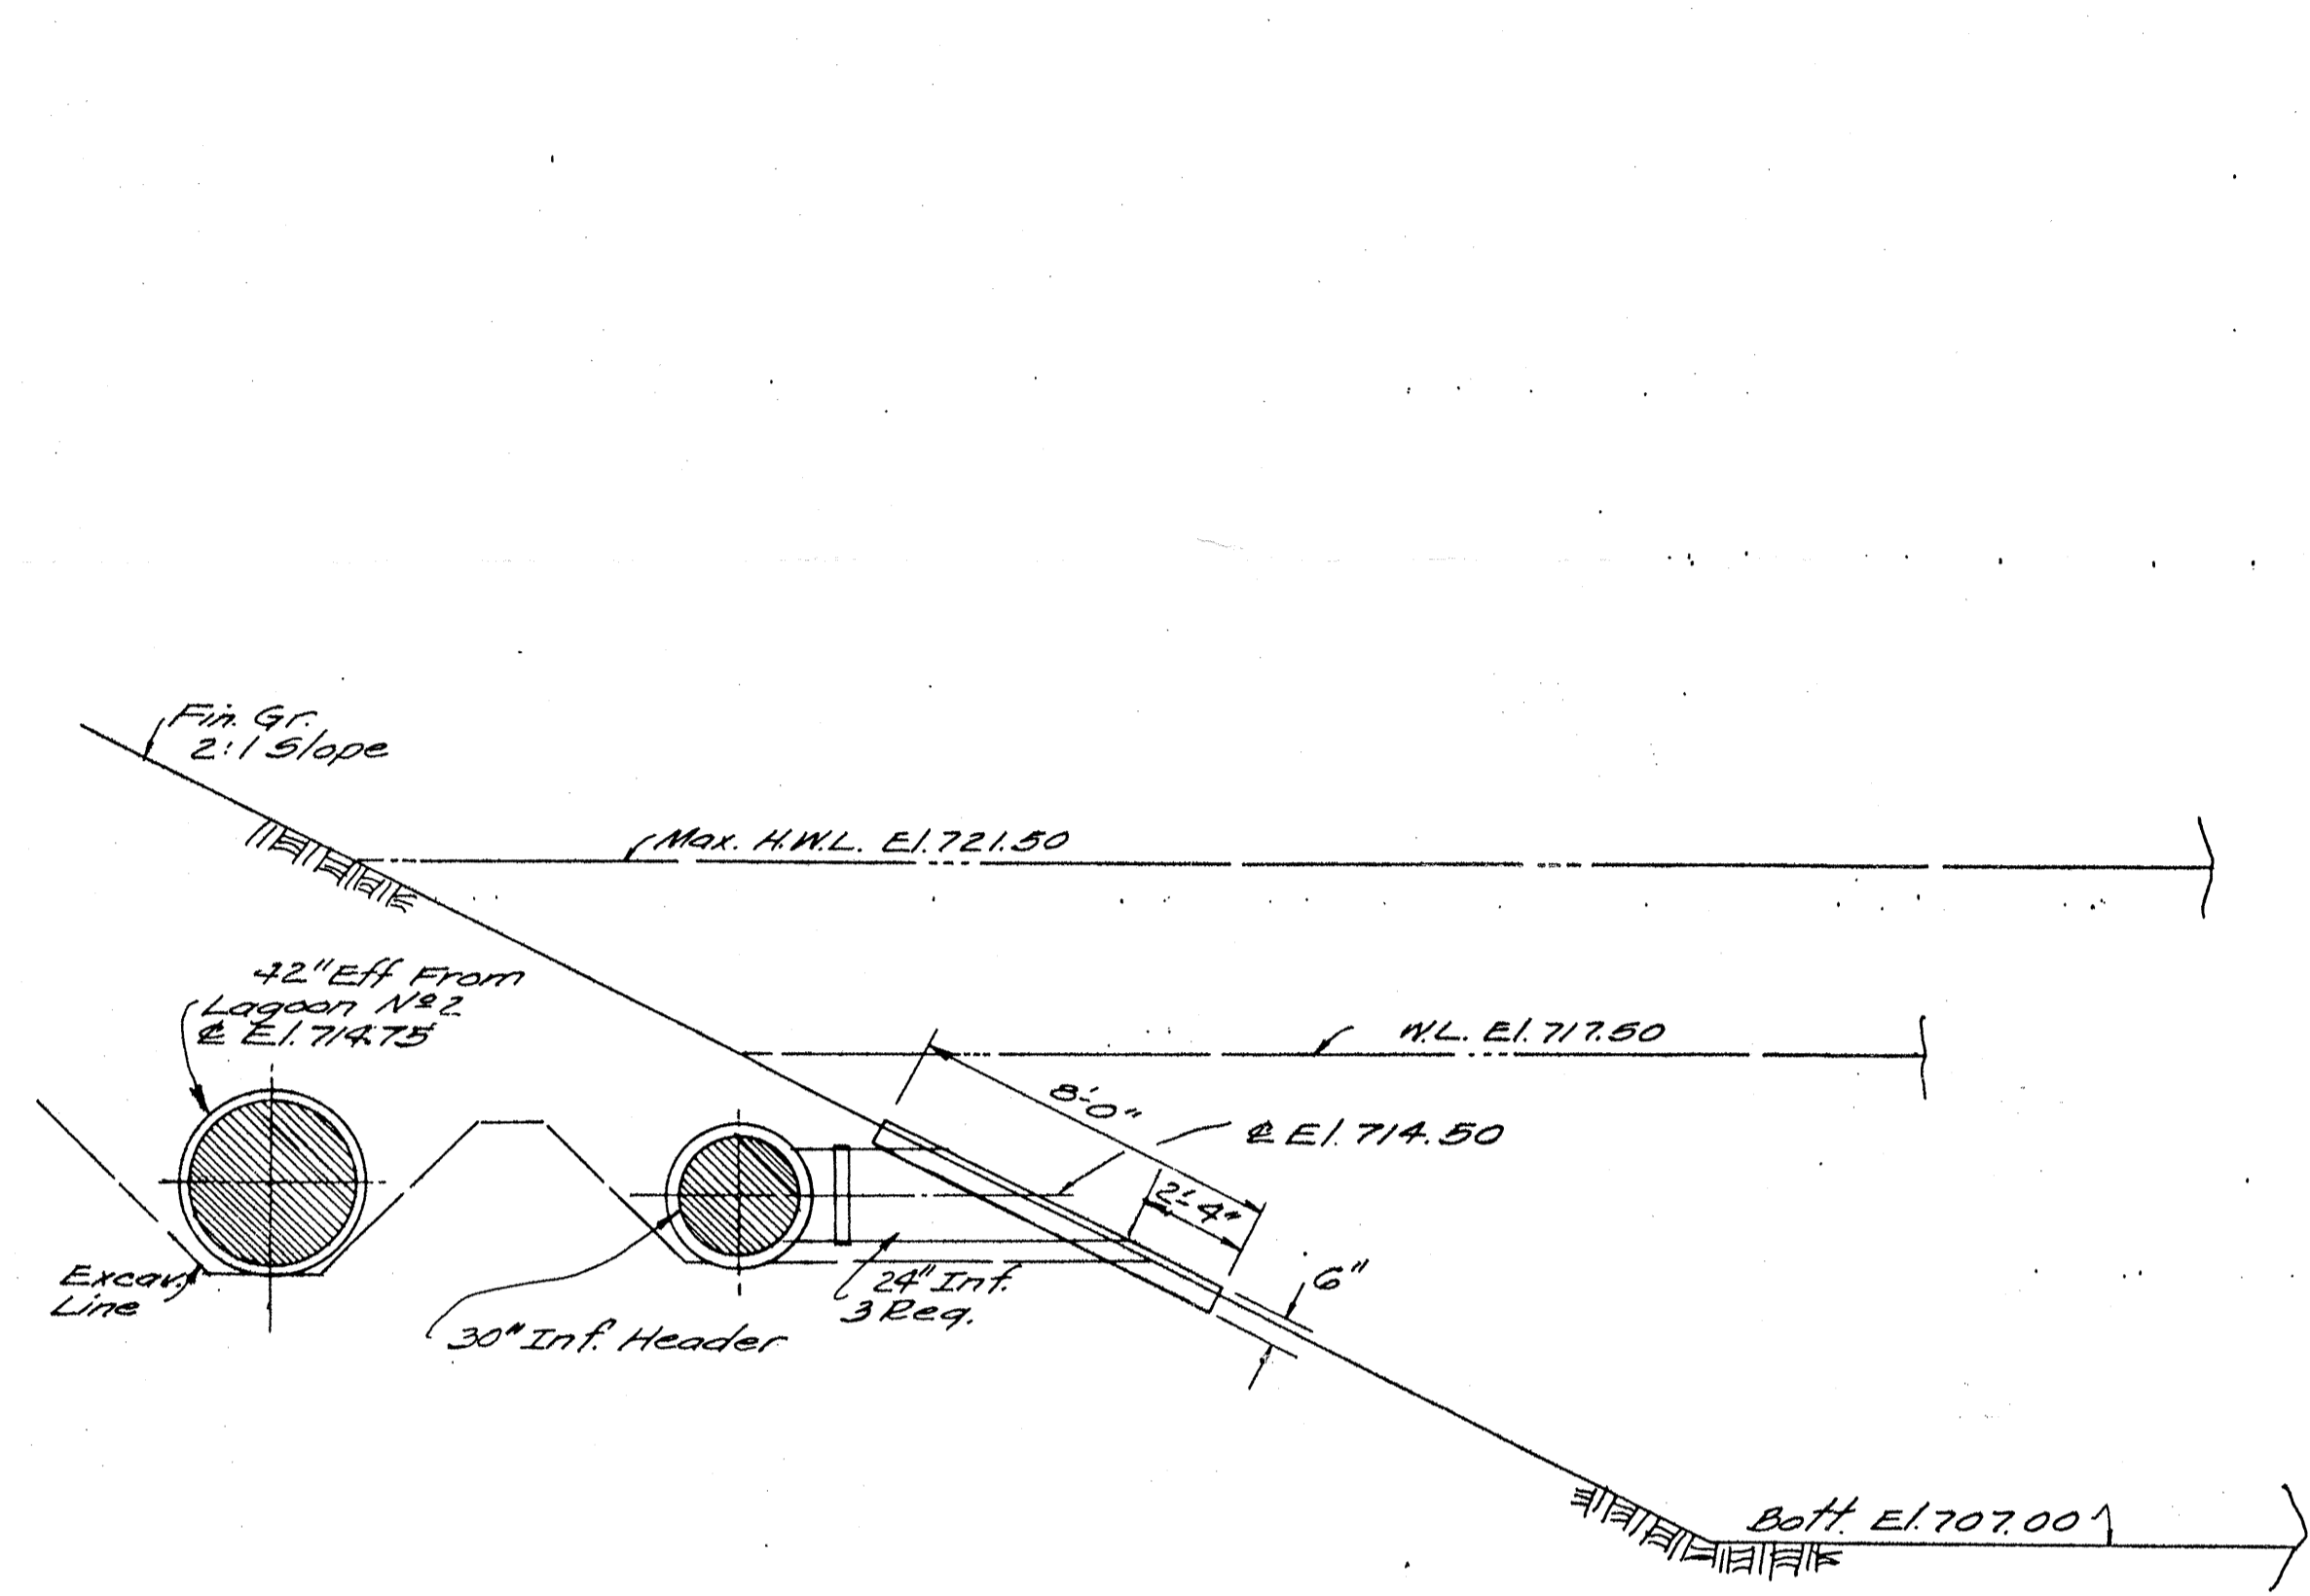 Fin. Gr.
2:1 Slope
Max. H.W.L. El. 721.50
42" Eff From
Lagoon Nº 2
℄ El. 714.75
W.L. El. 717.50
8'-0"
℄ El. 714.50
2'-4"
6"
Excav.
Line
24" Inf.
3 Req.
30" Inf. Header
Bott. El. 707.00